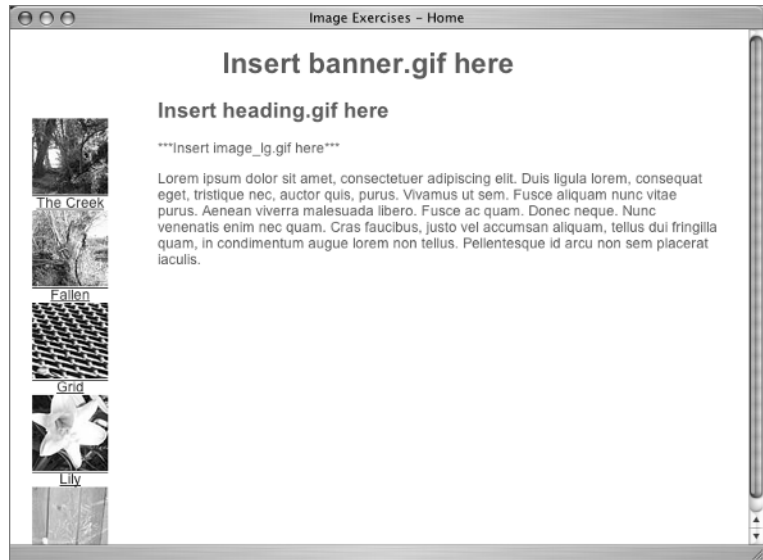 Image Exercises – Home
Insert banner.gif here
Insert heading.gif here
***Insert image_lg.gif here***
Lorem ipsum dolor sit amet, consectetuer adipiscing elit. Duis ligula lorem, consequat
eget, tristique nec, auctor quis, purus. Vivamus ut sem. Fusce aliquam nunc vitae
purus. Aenean viverra malesuada libero. Fusce ac quam. Donec neque. Nunc
venenatis enim nec quam. Cras faucibus, justo vel accumsan aliquam, tellus dui fringilla
quam, in condimentum augue lorem non tellus. Pellentesque id arcu non sem placerat
iaculis.
The Creek
Fallen
Grid
Lily